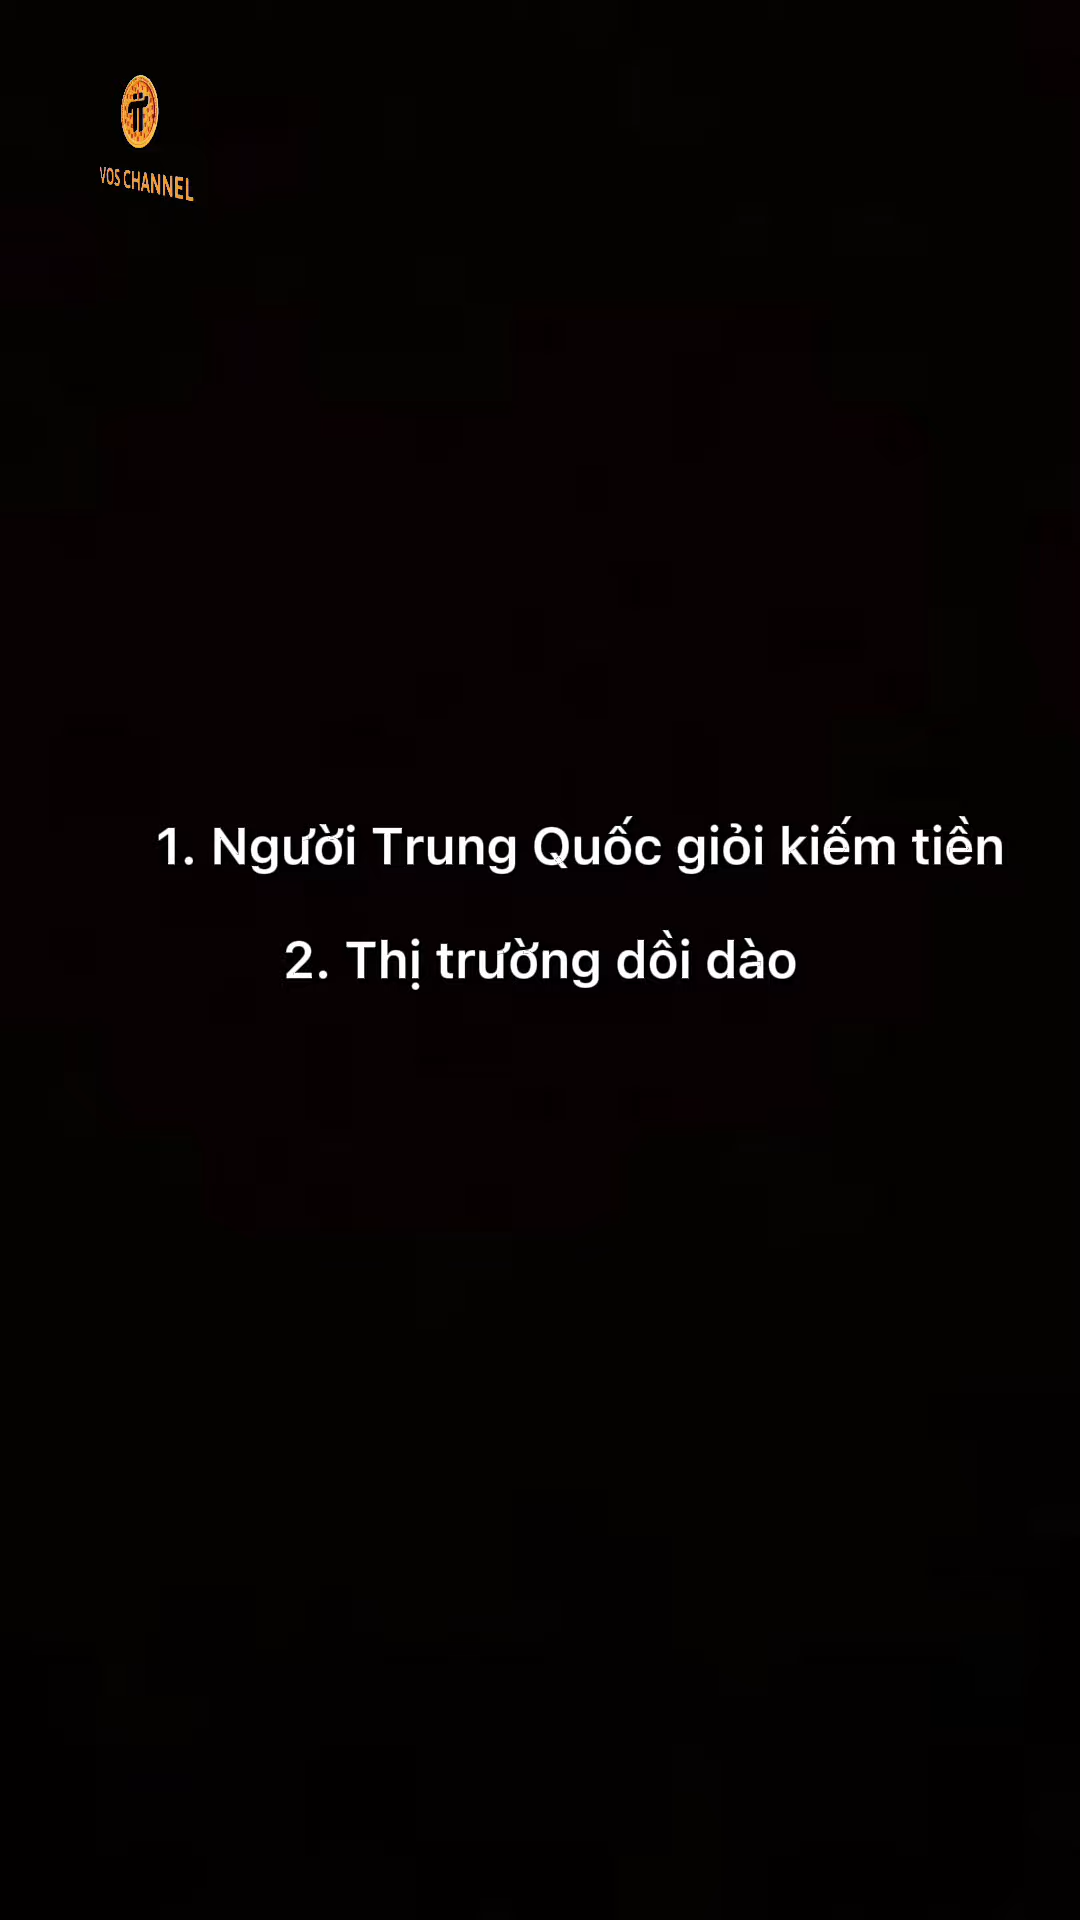 VOS CHANNEL
1. Người Trung Quốc giỏi kiếm tiền
2. Thị trường dồi dào